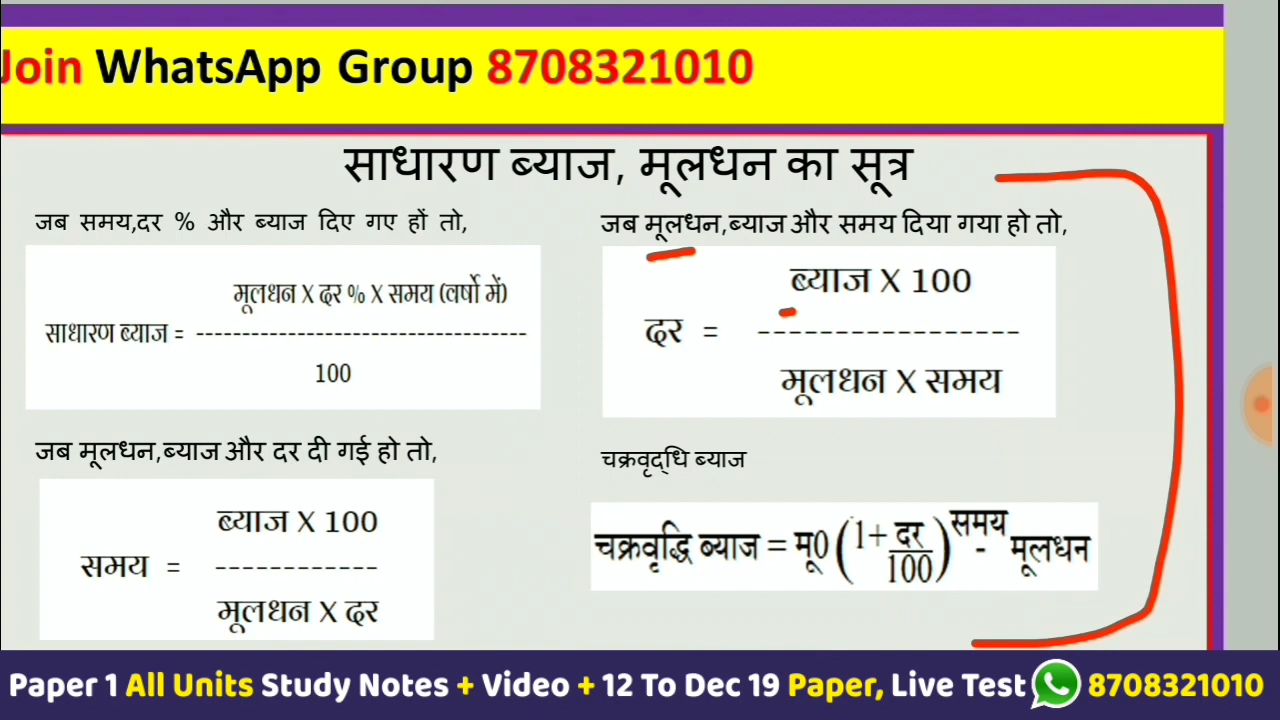 Join WhatsApp Group 8708321010
साधारण ब्याज, मूलधन का सूत्र
जब समय,दर % और ब्याज दिए गए हों तो,
मूलधन X दर % X समय (वर्षो में)
साधारण ब्याज = -------------------------------------
100
जब मूलधन,ब्याज और समय दिया गया हो तो,
ब्याज X 100
दर = -----------------
मूलधन X समय
जब मूलधन,ब्याज और दर दी गई हो तो,
ब्याज X 100
समय = -------------
मूलधन X दर
चक्रवृद्धि ब्याज
चक्रवृद्धि ब्याज = मू0 (1+दर/100)^समय - मूलधन
Paper 1 All Units Study Notes + Video + 12 To Dec 19 Paper, Live Test 8708321010